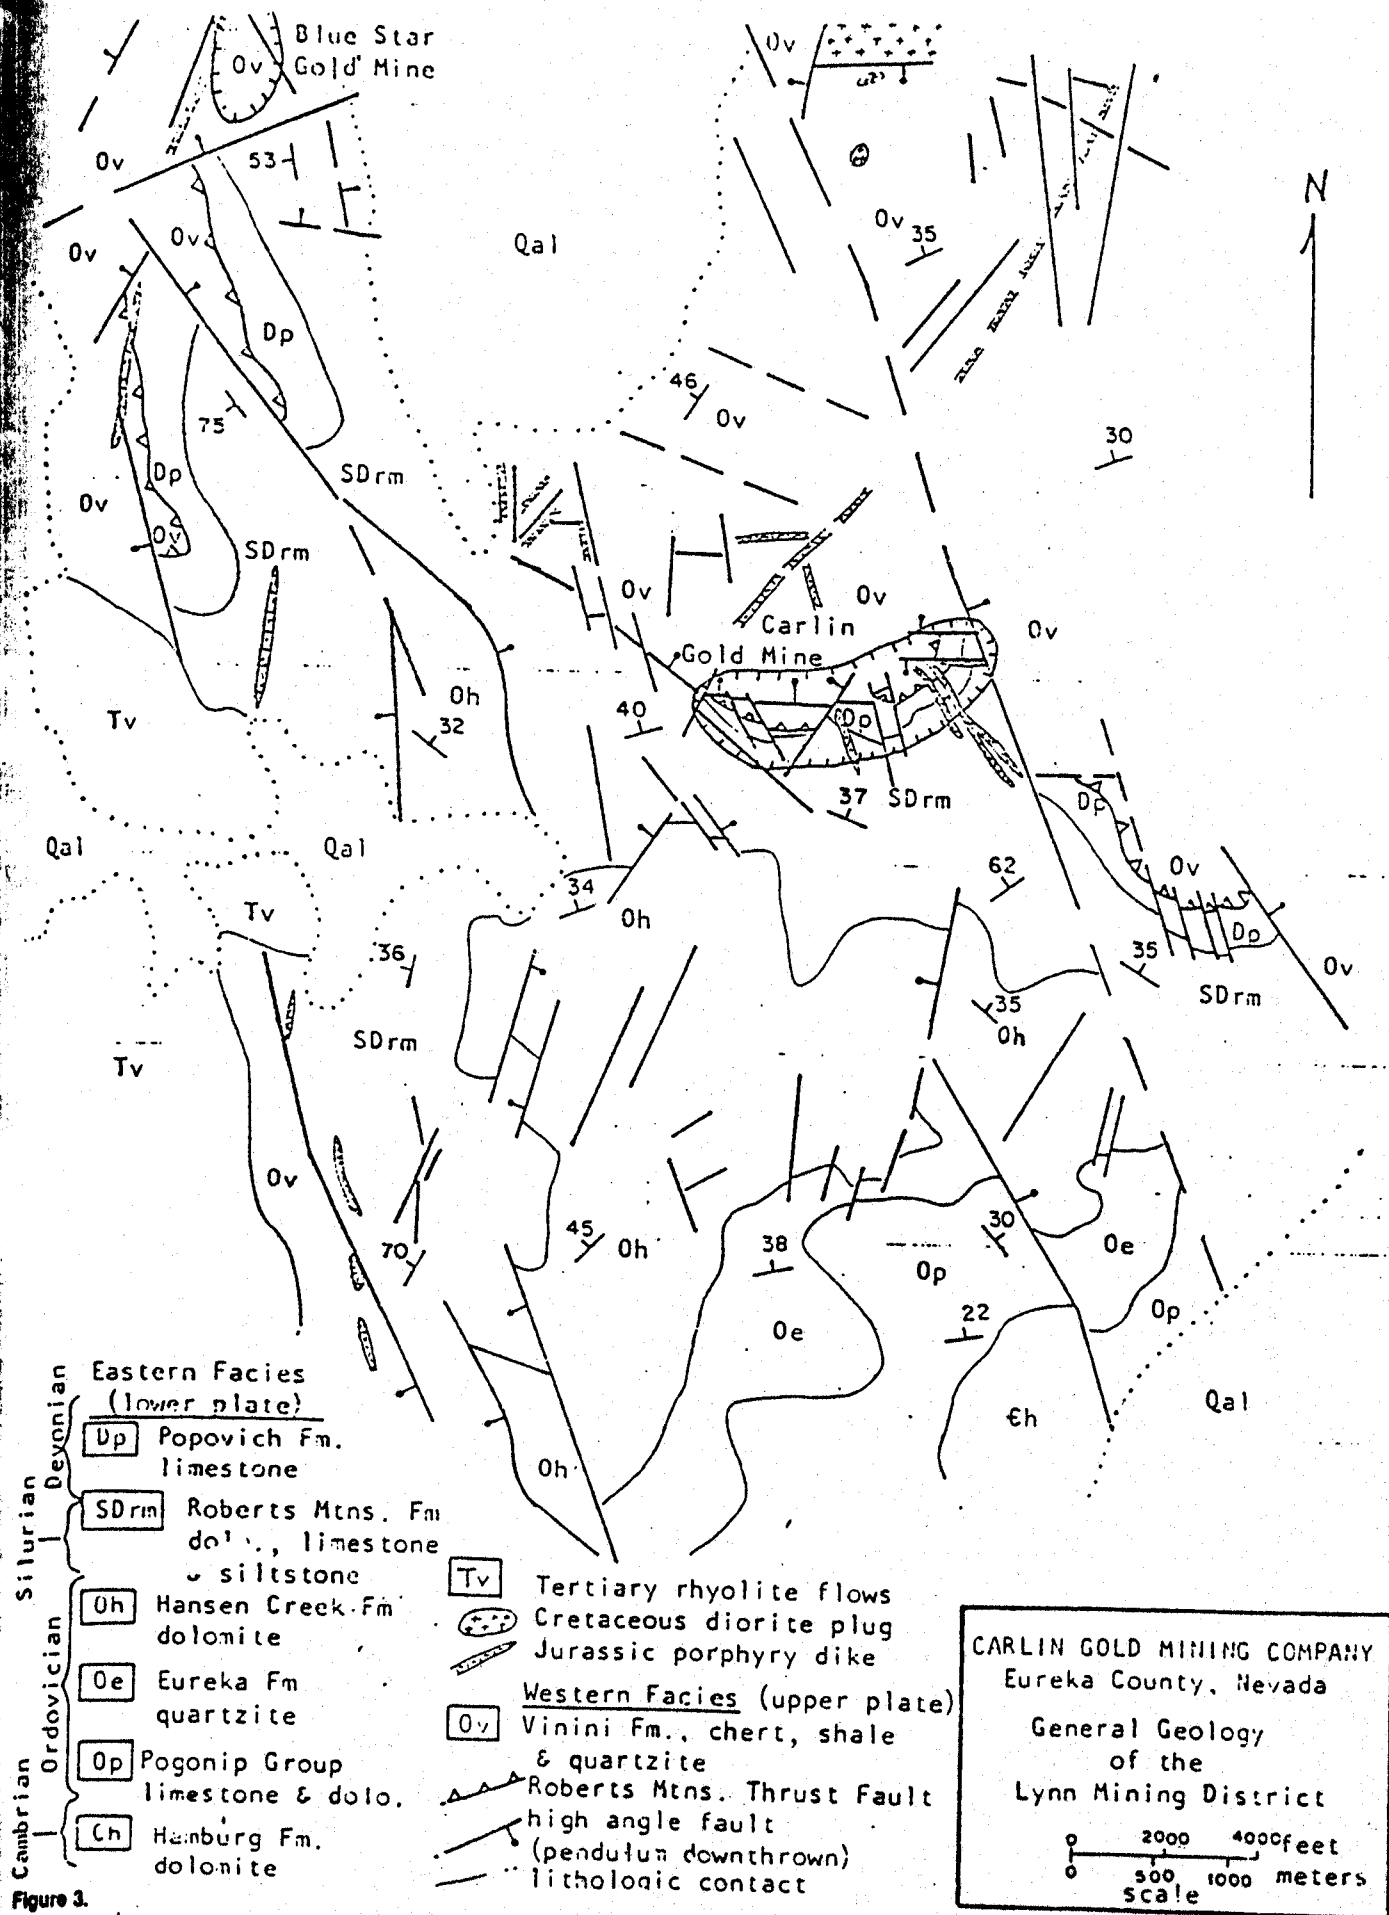 Blue Star
Gold Mine
Ov
Ov
N
Ov
53
Ov
35
Ov
Ov
Qal
Dp
46
Ov
75
30
SDrm
Dp
Ov
Ov
SDrm
Ov
Ov
Carlin
Gold Mine
Ov
Oh
40
Tv
32
Dp
37
SDrm
Dp
Qal
Qal
62
Ov
34
Tv
Oh
Dp
36
35
Ov
35
SDrm
SDrm
Oh
Tv
Ov
45
Oh
38
30
Oe
70
Op
Op
Oe
22
Qal
Єh
Oh
Eastern Facies
(lower plate)
Devonian
Dp Popovich Fm.
limestone
Silurian
SDrm Roberts Mtns. Fm
limestone
siltstone
Ordovician
Oh Hansen Creek Fm
dolomite
Oe Eureka Fm
quartzite
Op Pogonip Group
limestone & dolo.
Cambrian
Ch Hamburg Fm.
dolomite
Tv Tertiary rhyolite flows
Cretaceous diorite plug
Jurassic porphyry dike
Western Facies (upper plate)
Ov Vinini Fm., chert, shale
& quartzite
Roberts Mtns. Thrust Fault
high angle fault
(pendulum downthrown)
lithologic contact
CARLIN GOLD MINING COMPANY
Eureka County, Nevada
General Geology
of the
Lynn Mining District
0 2000 4000 feet
0 500 1000 meters
scale
Figure 3.